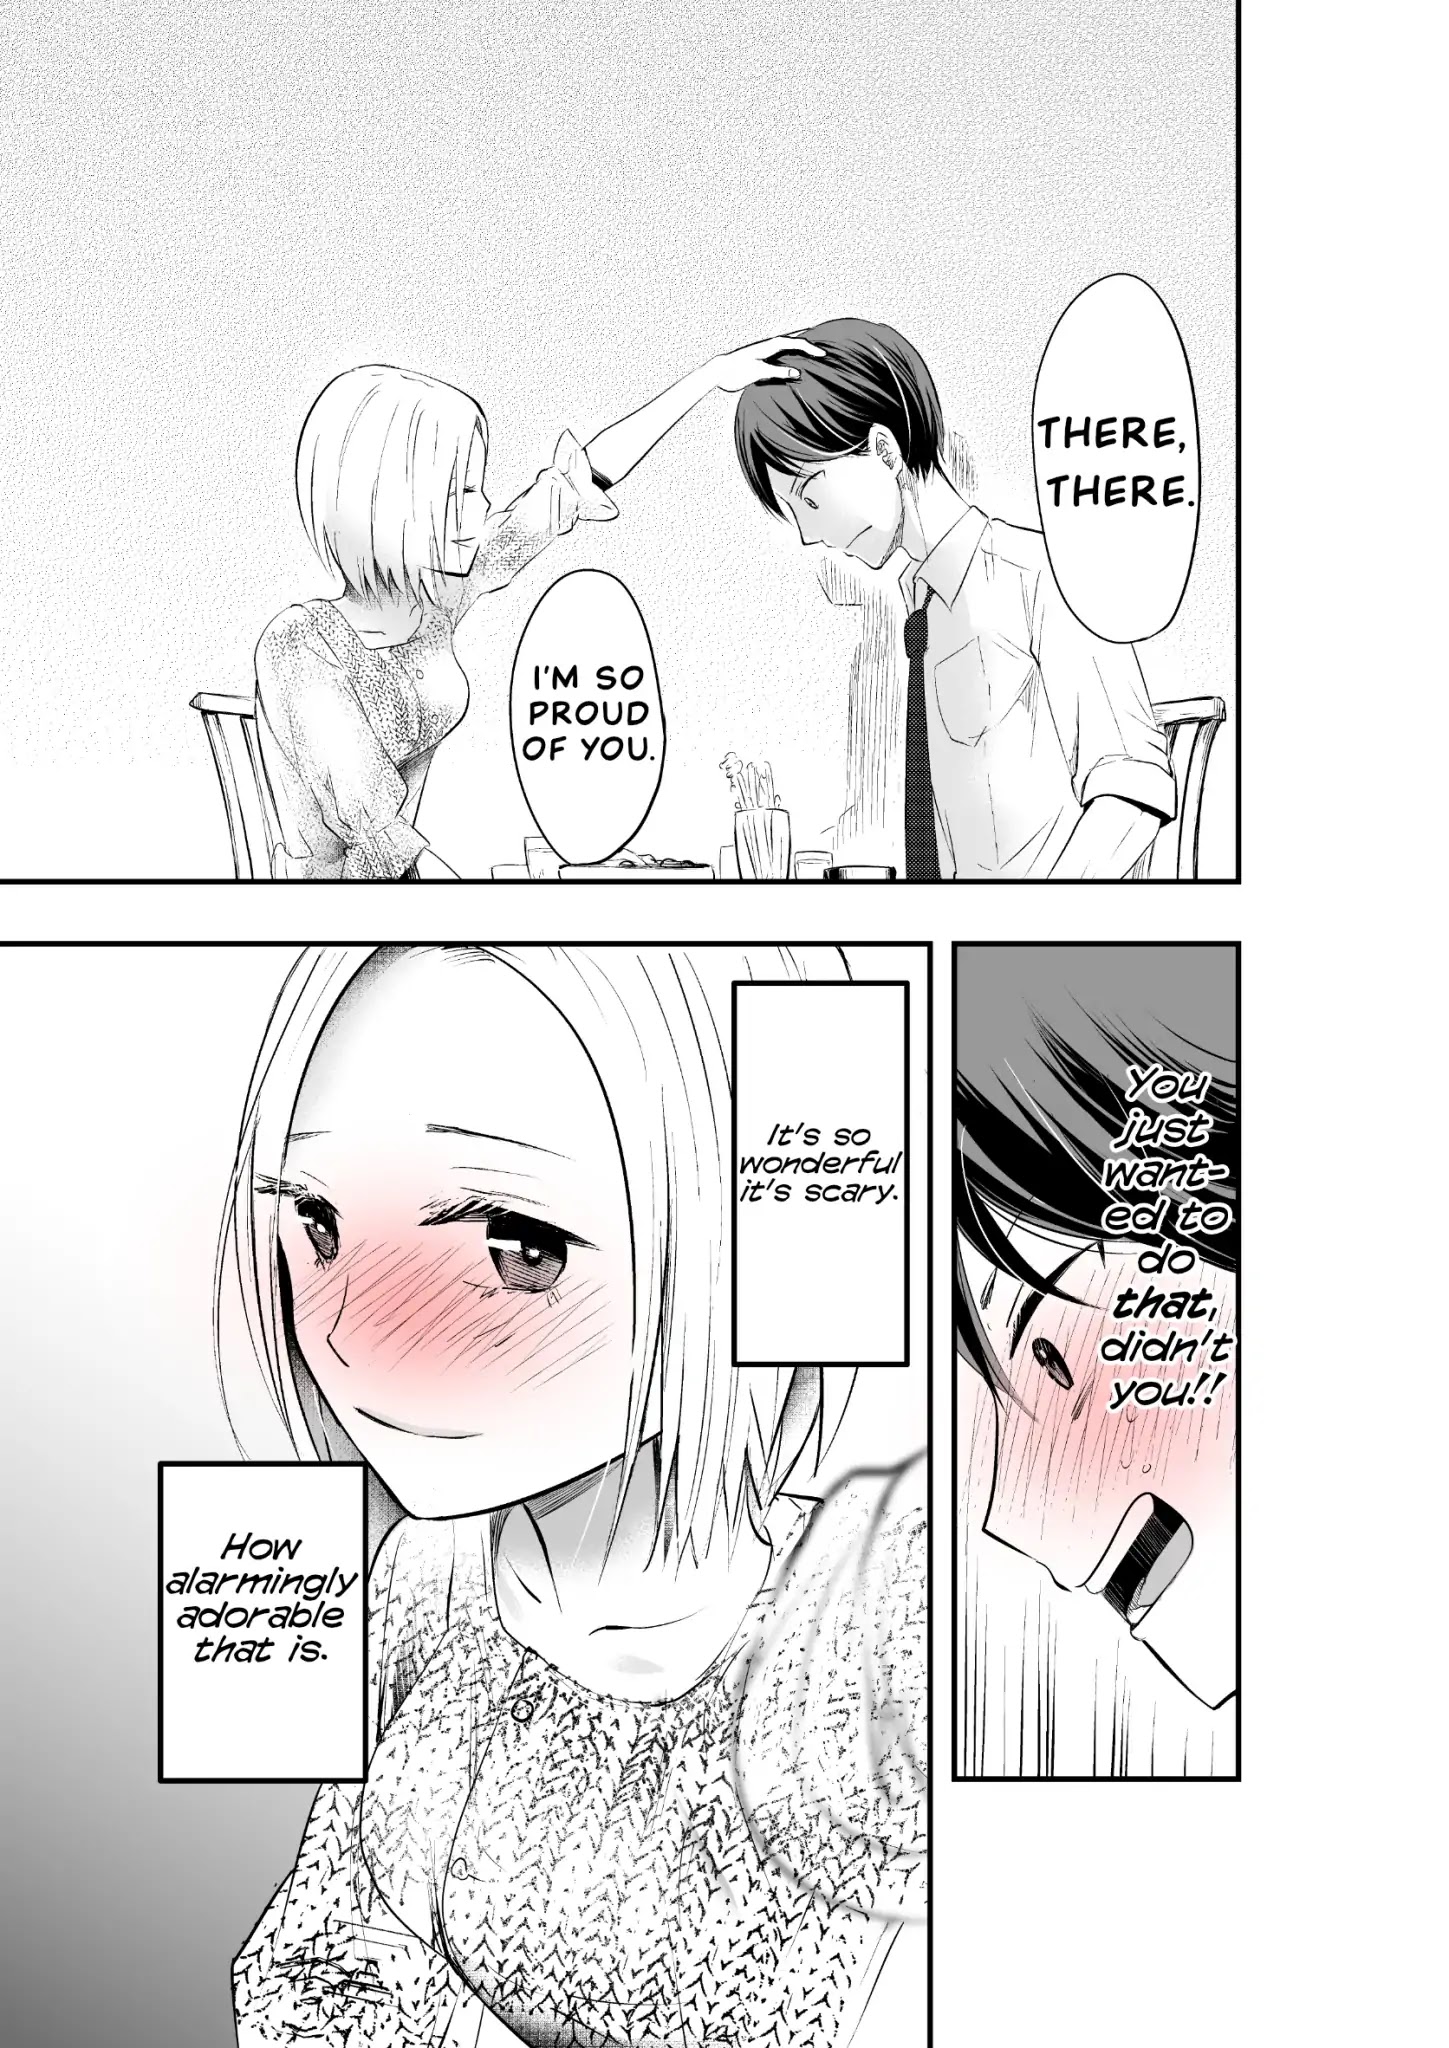 THERE,
THERE.
I'M SO
PROUD
OF YOU.
You
just
want-
ed to
do
that,
didn't
you!!
It's so
wonderful
it's scary.
How
alarmingly
adorable
that is.